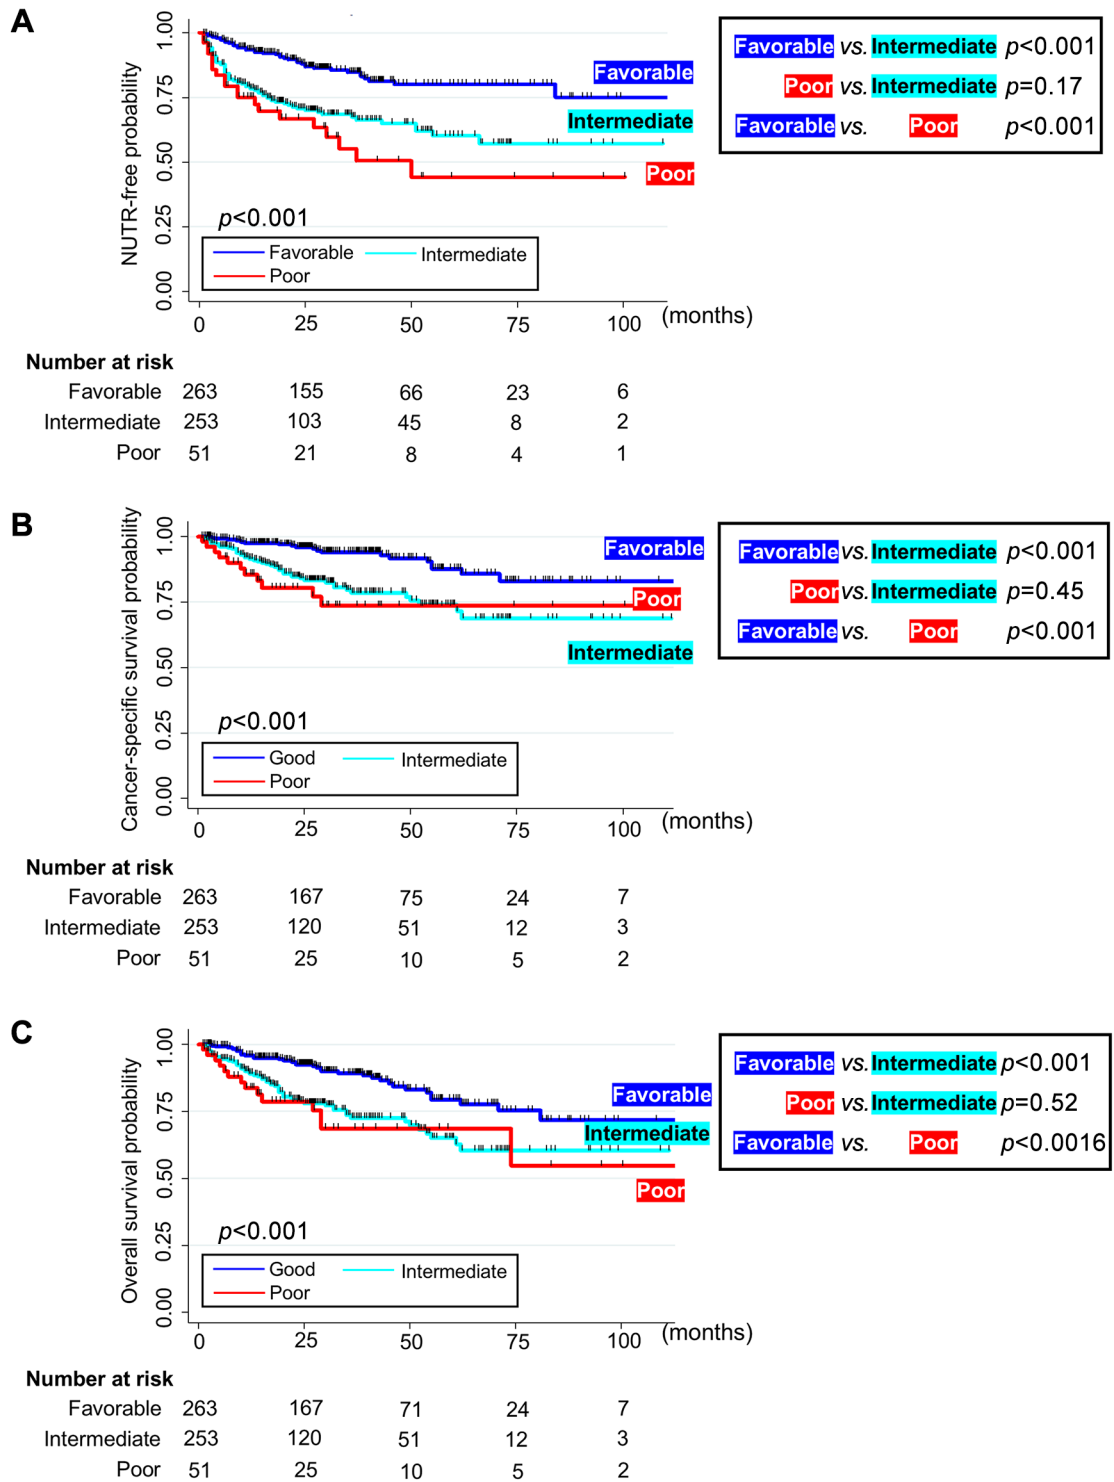 A
NUTR-free probability
1.00
0.75
0.50
0.25
0.00
Favorable
Intermediate
Poor
p<0.001
Favorable Intermediate
Poor
0 25 50 75 100 (months)
Favorable vs. Intermediate p<0.001
Poor vs. Intermediate p=0.17
Favorable vs. Poor p<0.001
Number at risk
Favorable 263 155 66 23 6
Intermediate 253 103 45 8 2
Poor 51 21 8 4 1
B
Cancer-specific survival probability
1.00
0.75
0.50
0.25
0.00
Favorable
Poor
Intermediate
p<0.001
Good Intermediate
Poor
0 25 50 75 100 (months)
Favorable vs. Intermediate p<0.001
Poor vs. Intermediate p=0.45
Favorable vs. Poor p<0.001
Number at risk
Favorable 263 167 75 24 7
Intermediate 253 120 51 12 3
Poor 51 25 10 5 2
C
Overall survival probability
1.00
0.75
0.50
0.25
0.00
Favorable
Intermediate
Poor
p<0.001
Good Intermediate
Poor
0 25 50 75 100 (months)
Favorable vs. Intermediate p<0.001
Poor vs. Intermediate p=0.52
Favorable vs. Poor p<0.0016
Number at risk
Favorable 263 167 71 24 7
Intermediate 253 120 51 12 3
Poor 51 25 10 5 2